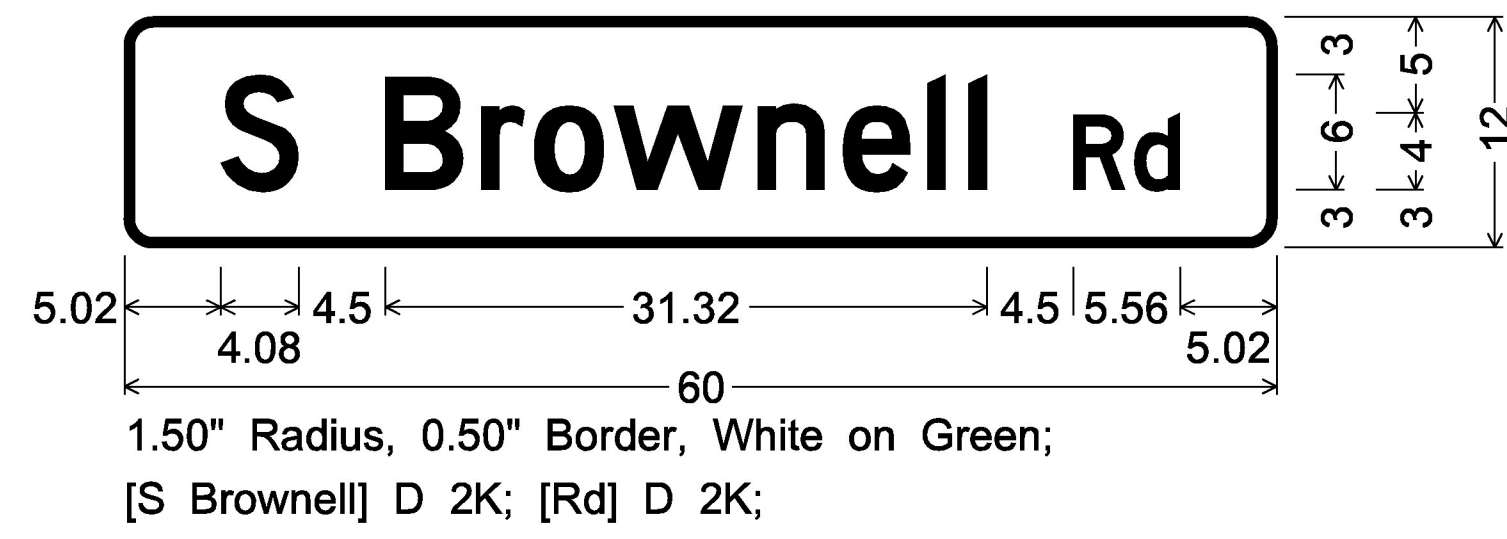 S Brownell Rd
3 6 3
5 4 3
12
5.02 4.5 31.32 4.5 5.56
4.08 5.02
60
1.50" Radius, 0.50" Border, White on Green;
[S Brownell] D 2K; [Rd] D 2K;